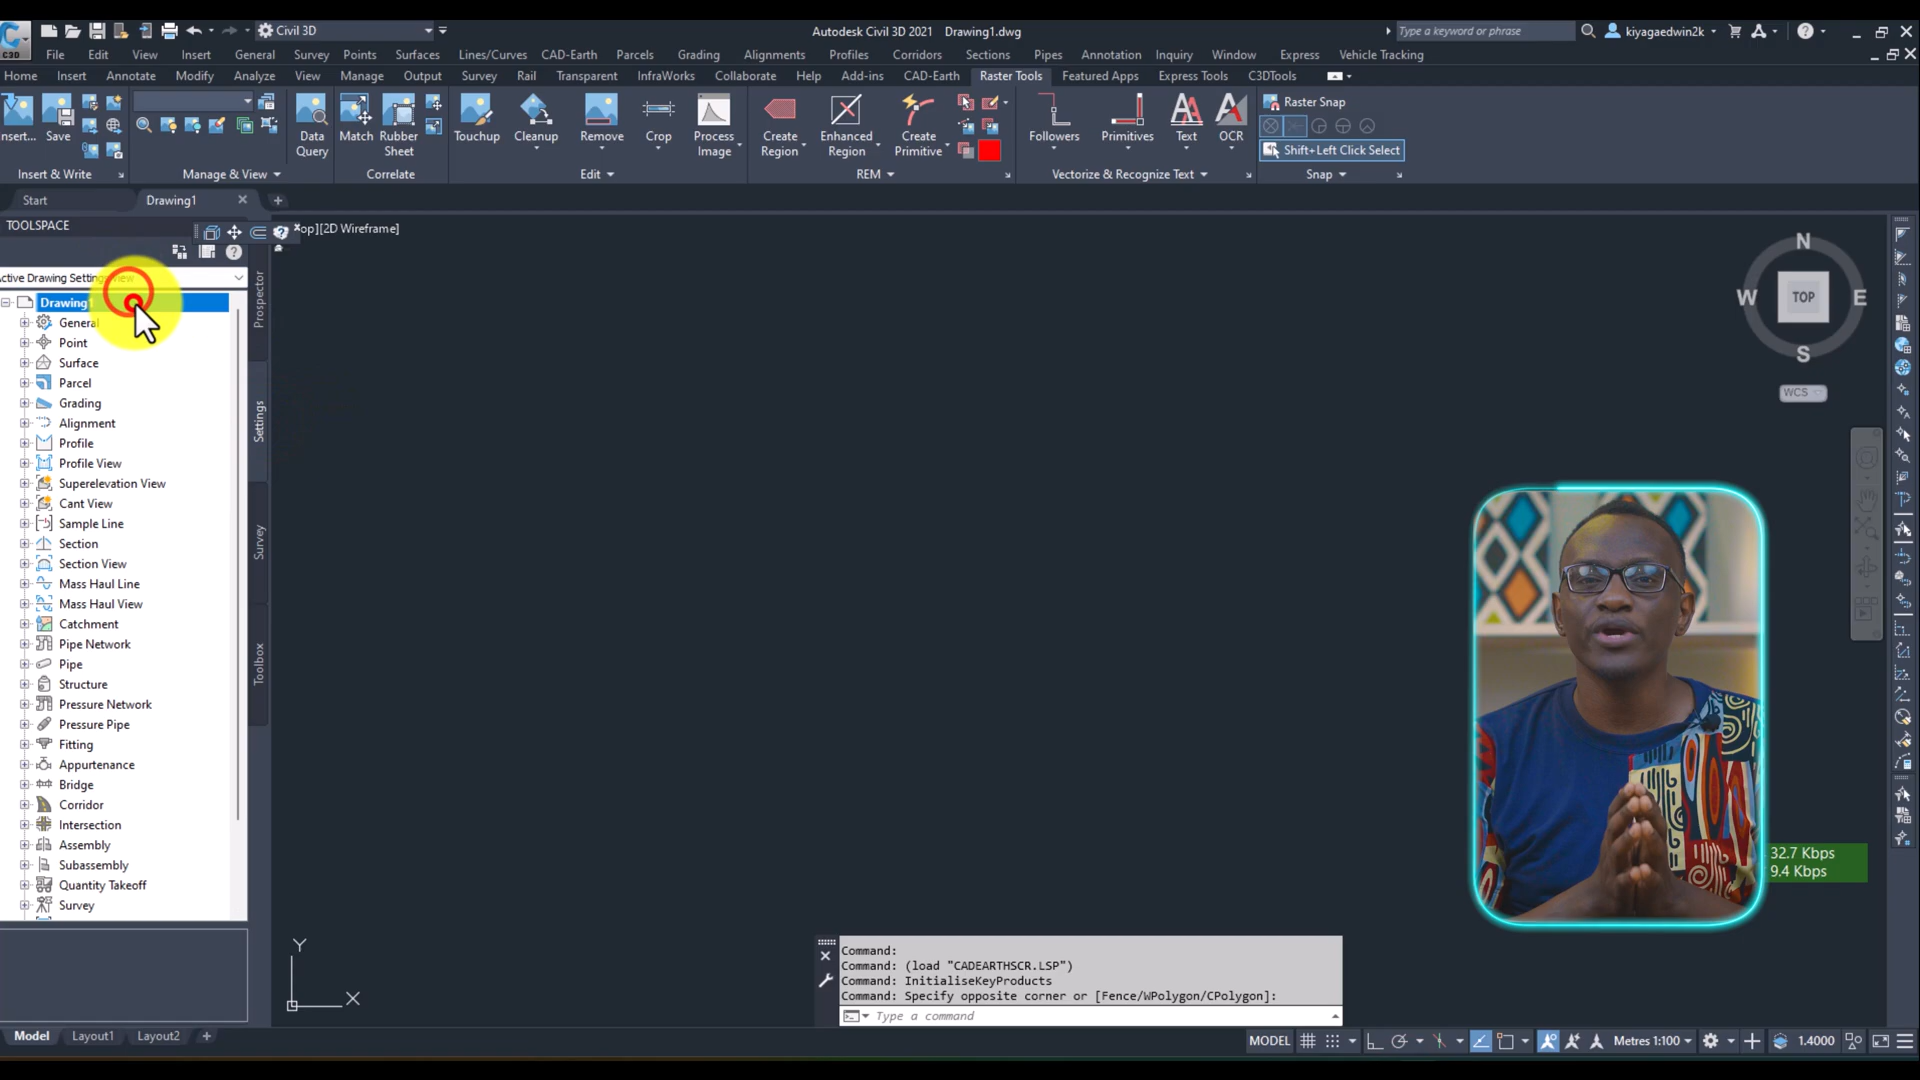 C3D
Civil 3D
Autodesk Civil 3D 2021 Drawing1.dwg
Type a keyword or phrase
kiyagaedwin2k
File Edit View Insert General Survey Points Surfaces Lines/Curves CAD-Earth Parcels Grading Alignments Profiles Corridors Sections Pipes Annotation Inquiry Window Express Vehicle Tracking
Home Insert Annotate Modify Analyze View Manage Output Survey Rail Transparent InfraWorks Collaborate Help Add-ins CAD-Earth Raster Tools Featured Apps Express Tools C3DTools
nsert... Save
Data Query
Match
Rubber Sheet
Touchup
Cleanup
Remove
Crop
Process Image
Create Region
Enhanced Region
Create Primitive
Followers
Primitives
Text
OCR
Raster Snap
Shift+Left Click Select
Insert & Write
Manage & View
Correlate
Edit
REM
Vectorize & Recognize Text
Snap
Start
Drawing1
TOOLSPACE
op][2D Wireframe]
Drawing1
General
Point
Surface
Parcel
Grading
Alignment
Profile
Profile View
Superelevation View
Cant View
Sample Line
Section
Section View
Mass Haul Line
Mass Haul View
Catchment
Pipe Network
Pipe
Structure
Pressure Network
Pressure Pipe
Fitting
Appurtenance
Bridge
Corridor
Intersection
Assembly
Subassembly
Quantity Takeoff
Survey
Prospector
Settings
Survey
Toolbox
N
W TOP E
S
WCS
32.7 Kbps
9.4 Kbps
Y
X
Command:
Command: (load "CADEARTHSCR.LSP")
Command: InitialiseKeyProducts
Command: Specify opposite corner or [Fence/WPolygon/CPolygon]:
Type a command
Model Layout1 Layout2
MODEL
Metres 1:100
1.4000